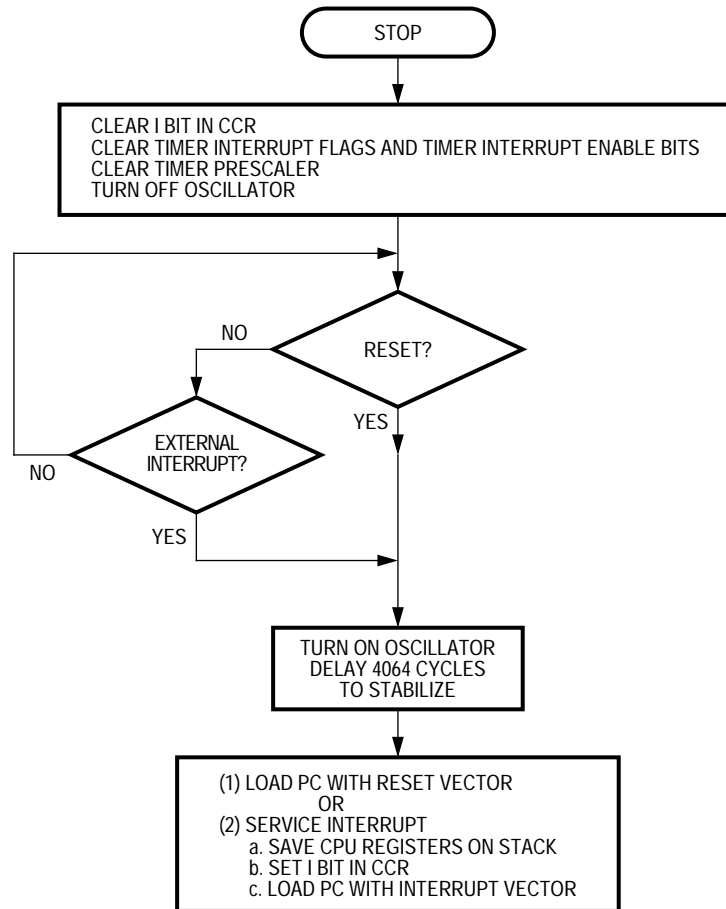 STOP
CLEAR I BIT IN CCR
CLEAR TIMER INTERRUPT FLAGS AND TIMER INTERRUPT ENABLE BITS
CLEAR TIMER PRESCALER
TURN OFF OSCILLATOR
NO
RESET?
YES
EXTERNAL
INTERRUPT?
NO
YES
TURN ON OSCILLATOR
DELAY 4064 CYCLES
TO STABILIZE
(1) LOAD PC WITH RESET VECTOR
OR
(2) SERVICE INTERRUPT
a. SAVE CPU REGISTERS ON STACK
b. SET I BIT IN CCR
c. LOAD PC WITH INTERRUPT VECTOR